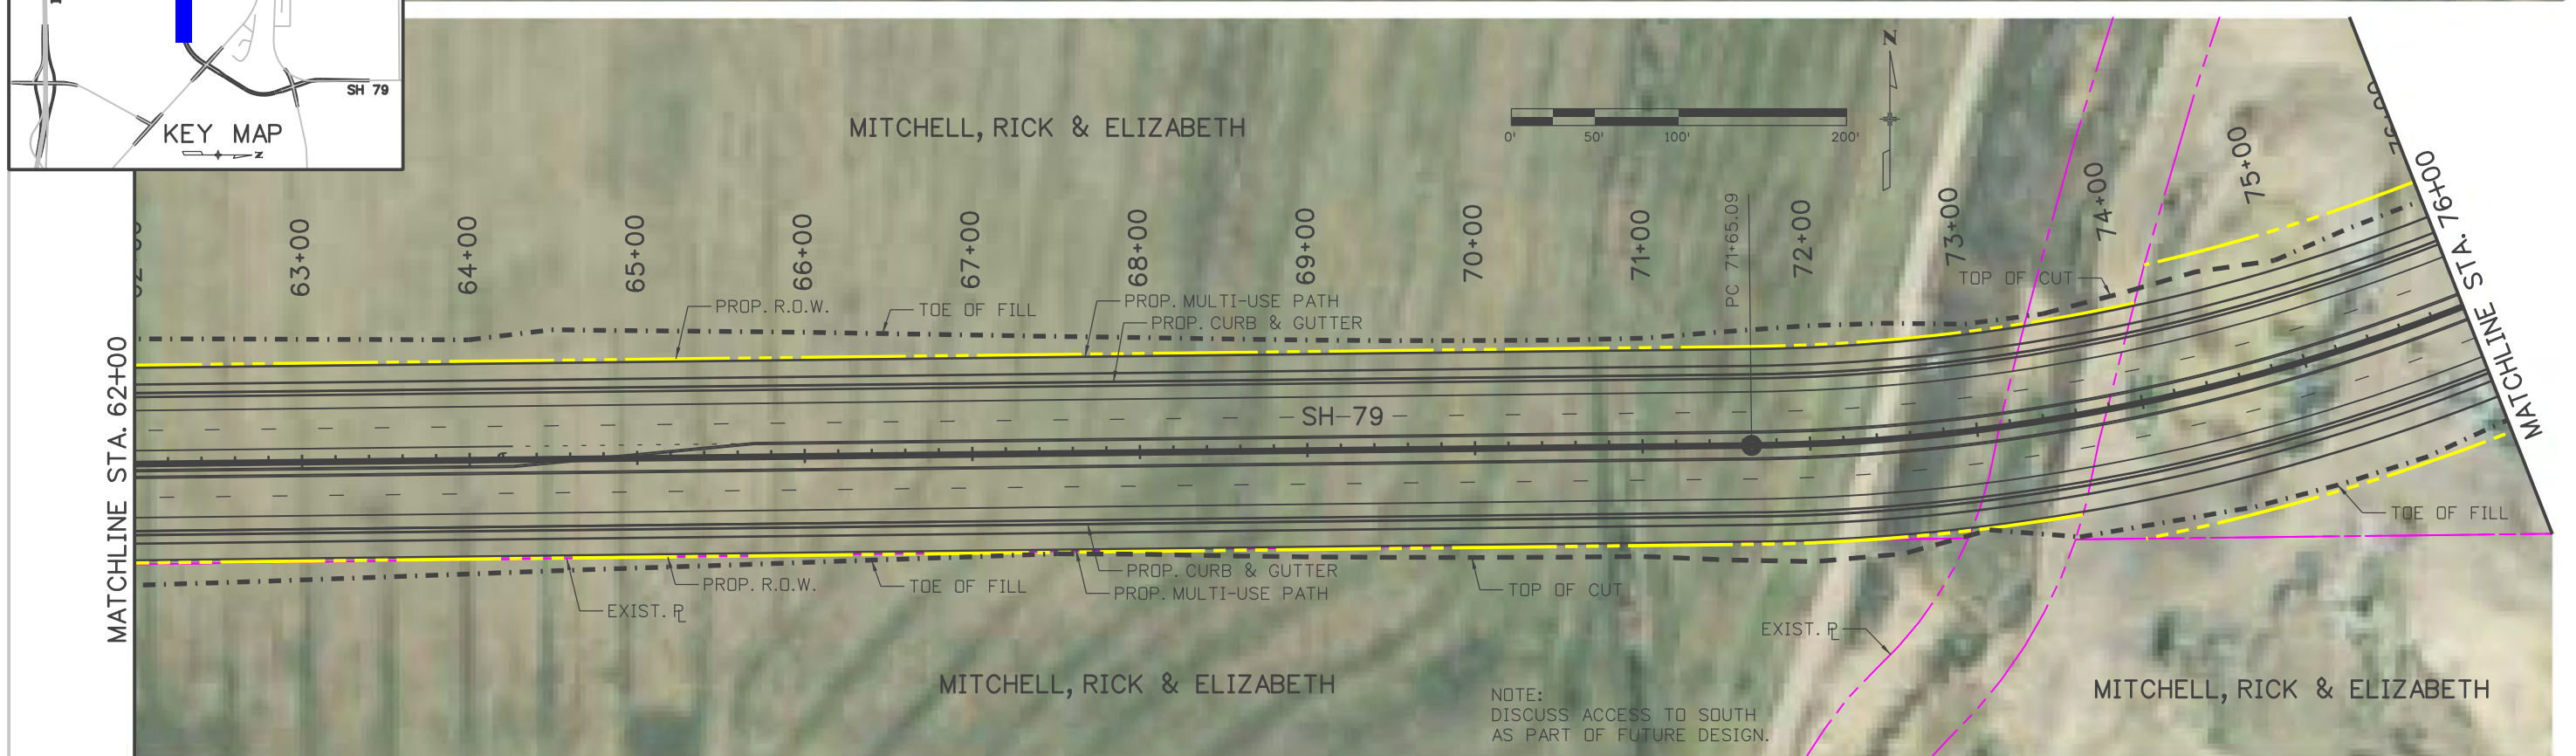 SH 79
KEY MAP
Z
MITCHELL, RICK & ELIZABETH
0' 50' 100' 200'
Z
MATCHLINE STA. 62+00
63+00
64+00
65+00
66+00
67+00
68+00
69+00
70+00
71+00
PC 71+65.09
72+00
73+00
74+00
75+00
MATCHLINE STA. 76+00
PROP. R.O.W.
TOE OF FILL
PROP. MULTI-USE PATH
PROP. CURB & GUTTER
TOP OF CUT
SH-79
TOE OF FILL
EXIST. PL
PROP. R.O.W.
TOE OF FILL
PROP. CURB & GUTTER
PROP. MULTI-USE PATH
TOP OF CUT
EXIST. PL
MITCHELL, RICK & ELIZABETH
NOTE:
DISCUSS ACCESS TO SOUTH
AS PART OF FUTURE DESIGN.
MITCHELL, RICK & ELIZABETH